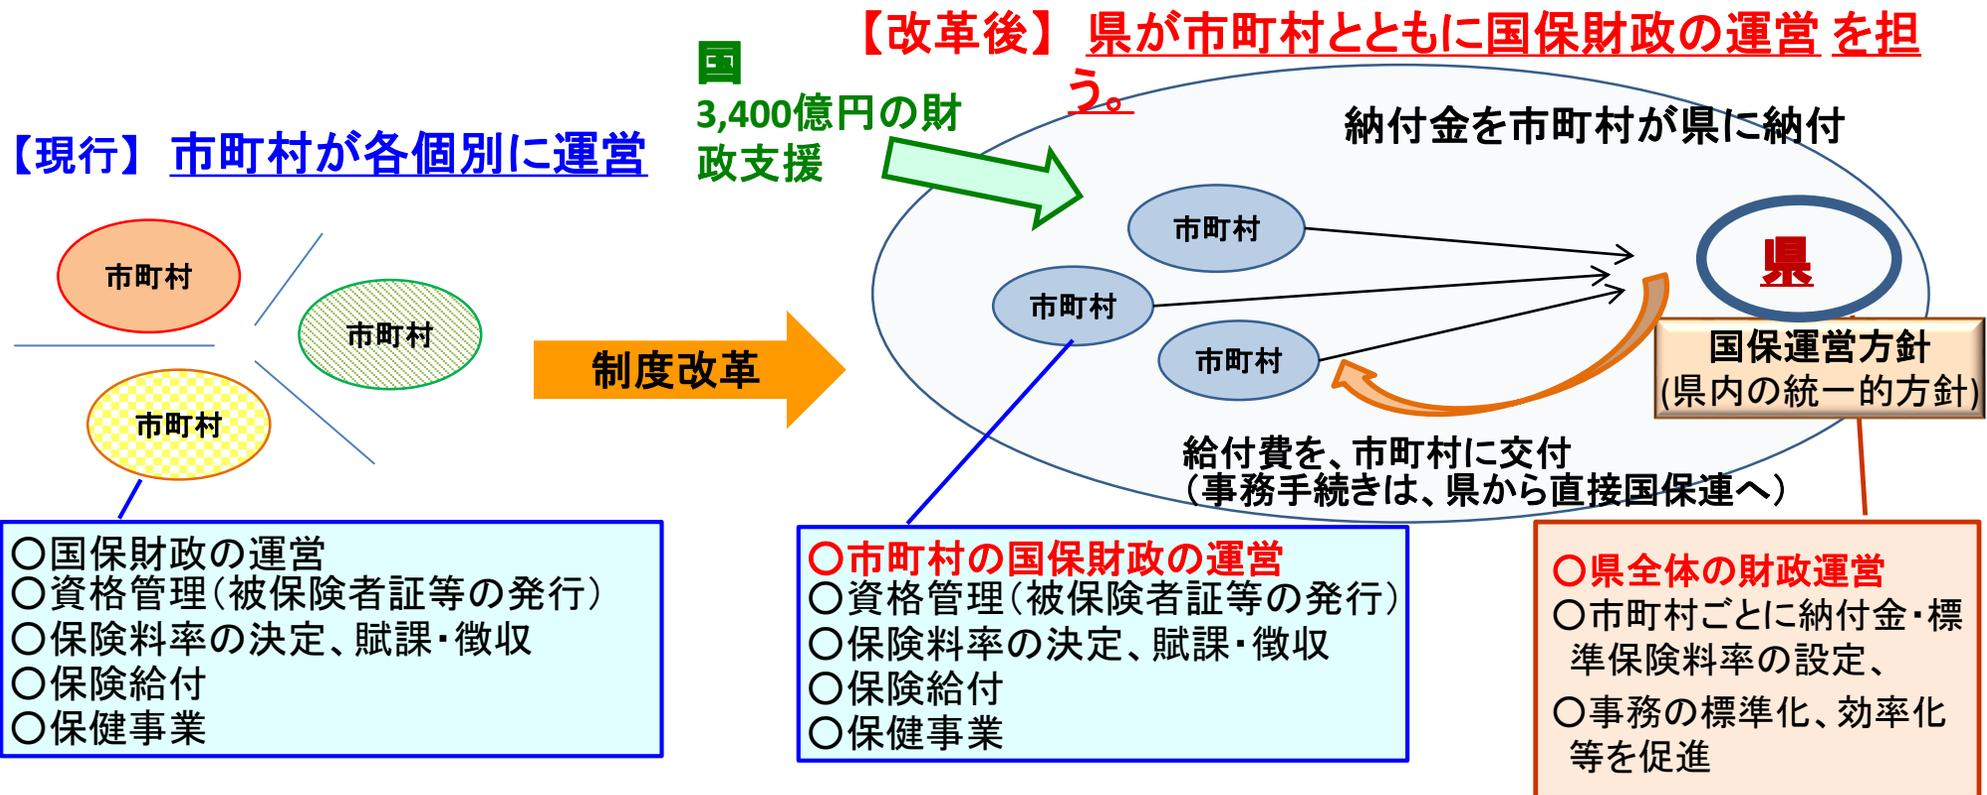 【改革後】 県が市町村とともに国保財政の運営 を担
う。
国
3,400億円の財
政支援
【現行】 市町村が各個別に運営
市町村
市町村
市町村
制度改革
納付金を市町村が県に納付
市町村
市町村
市町村
県
国保運営方針
(県内の統一的方針)
給付費を、市町村に交付
（事務手続きは、県から直接国保連へ）
○国保財政の運営
○資格管理（被保険者証等の発行）
○保険料率の決定、賦課・徴収
○保険給付
○保健事業
○市町村の国保財政の運営
○資格管理（被保険者証等の発行）
○保険料率の決定、賦課・徴収
○保険給付
○保健事業
○県全体の財政運営
○市町村ごとに納付金・標
準保険料率の設定、
○事務の標準化、効率化
等を促進